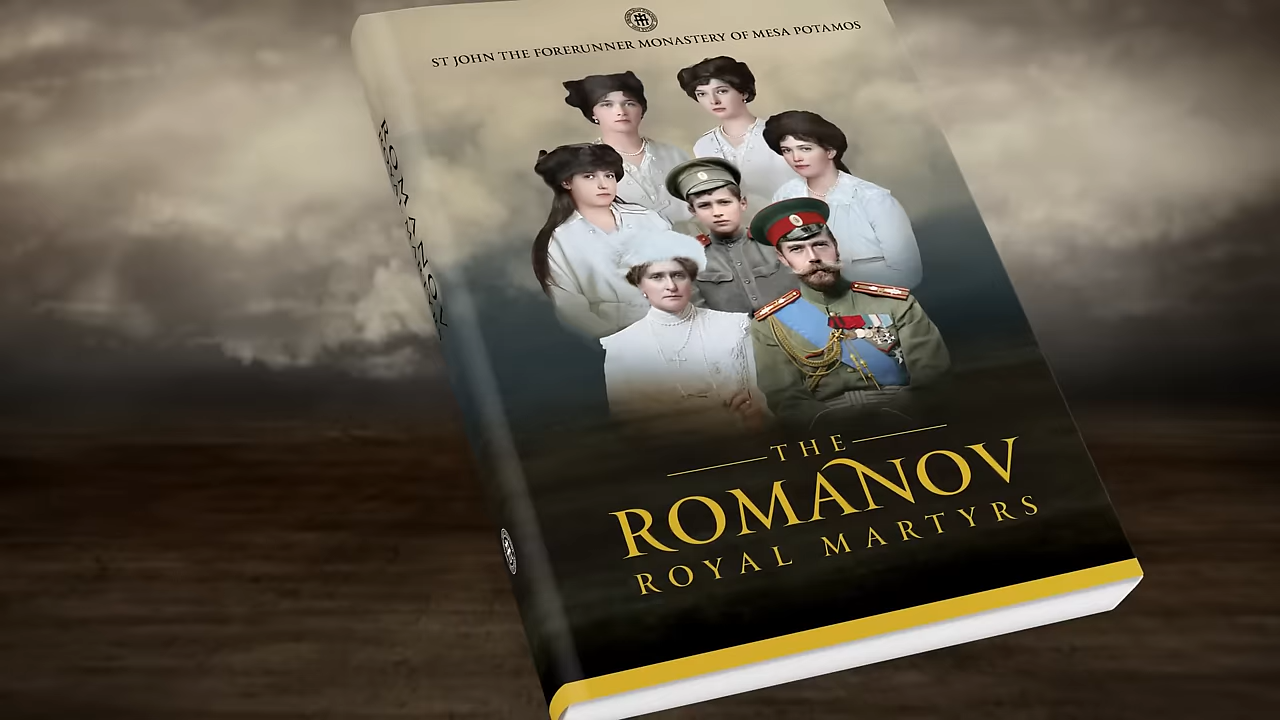 ST JOHN THE FORERUNNER MONASTERY OF MESA POTAMOS
THE
ROMANOV
ROYAL MARTYRS
ROMANOV